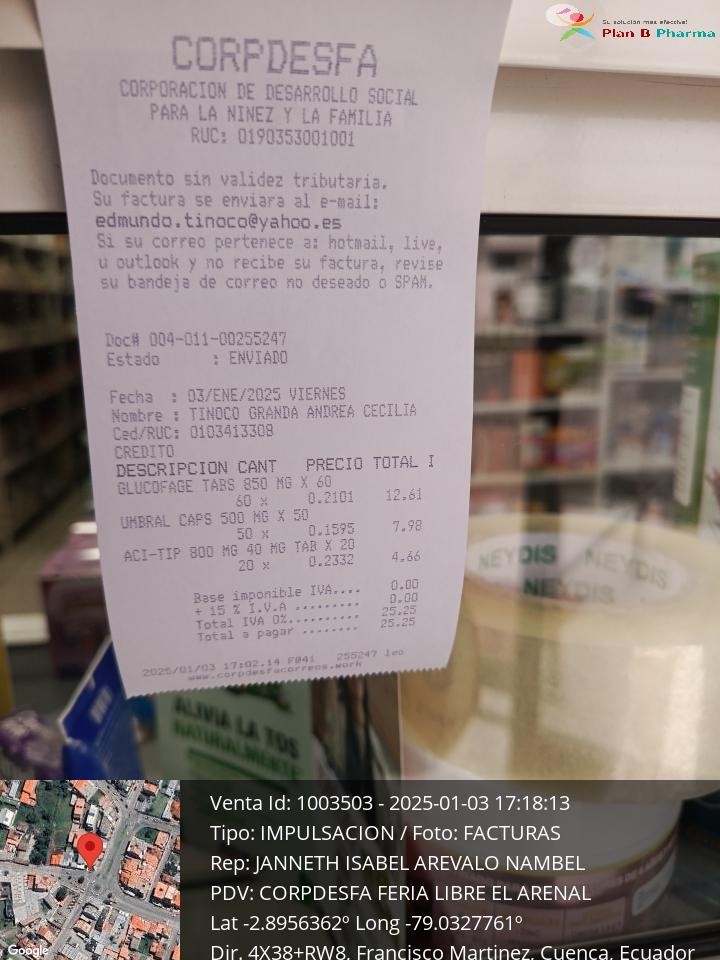 Su solución más efectiva!
Plan B Pharma
CORPDESFA
CORPORACION DE DESARROLLO SOCIAL
PARA LA NINEZ Y LA FAMILIA
RUC: 0190353001001
Documento sin validez tributaria.
Su factura se enviara al e-mail:
edmundo.tinoco@yahoo.es
Si su correo pertenece a: hotmail, live,
u outlook y no recibe su factura, revise
su bandeja de correo no deseado o SPAM.
Doc# 004-011-00255247
Estado : ENVIADO
Fecha : 03/ENE/2025 VIERNES
Nombre : TINOCO GRANDA ANDREA CECILIA
Ced/RUC: 0103413308
CREDITO
DESCRIPCION CANT PRECIO TOTAL I
GLUCOFAGE TABS 850 MG X 60
60 x 0.2101 12.61
UMBRAL CAPS 500 MG X 50
50 x 0.1595 7.98
ACI-TIP 800 MG 40 MG TAB X 20
20 x 0.2332 4.66
Base imponible IVA.... 0.00
+ 15 % I.V.A ......... 0.00
Total IVA 0%.......... 25.25
Total a pagar ........ 25.25
2025/01/03 17:02.14 F041 255247 leo
www.corpdesfacorreos.work
NEYDIS NEYDIS
NEYDIS
ALIVIA LA TOS
NATURALMENTE
Venta Id: 1003503 - 2025-01-03 17:18:13
Tipo: IMPULSACION / Foto: FACTURAS
Rep: JANNETH ISABEL AREVALO NAMBEL
PDV: CORPDESFA FERIA LIBRE EL ARENAL
Lat -2.8956362º Long -79.0327761º
Dir. 4X38+RW8, Francisco Martinez, Cuenca, Ecuador
Google